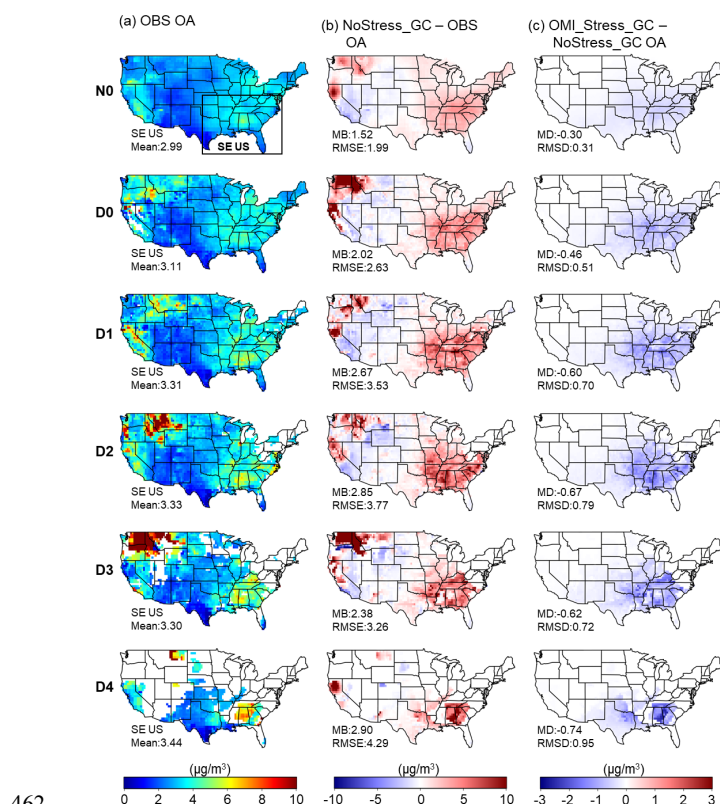 (a) OBS OA
(b) NoStress_GC – OBS
OA
(c) OMI_Stress_GC –
NoStress_GC OA
N0
SE US
Mean:2.99
SE US
MB:1.52
RMSE:1.99
MD:-0.30
RMSD:0.31
D0
SE US
Mean:3.11
MB:2.02
RMSE:2.63
MD:-0.46
RMSD:0.51
D1
SE US
Mean:3.31
MB:2.67
RMSE:3.53
MD:-0.60
RMSD:0.70
D2
SE US
Mean:3.33
MB:2.85
RMSE:3.77
MD:-0.67
RMSD:0.79
D3
SE US
Mean:3.30
MB:2.38
RMSE:3.26
MD:-0.62
RMSD:0.72
D4
SE US
Mean:3.44
MB:2.90
RMSE:4.29
MD:-0.74
RMSD:0.95
(µg/m³)
0 2 4 6 8 10
(µg/m³)
-10 -5 0 5 10
(µg/m³)
-3 -2 -1 0 1 2 3
462